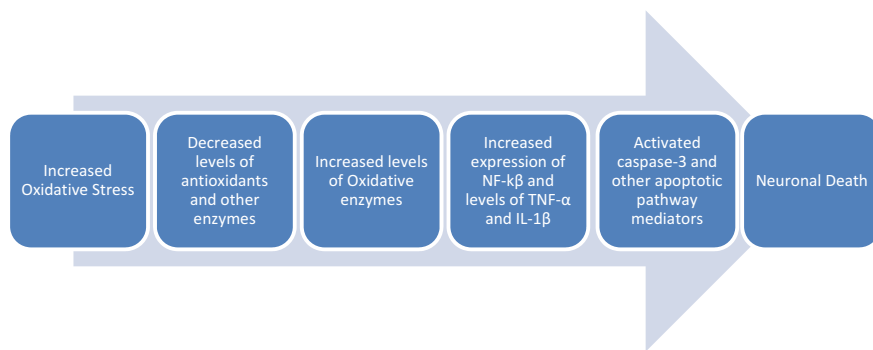 Increased
Oxidative Stress
Decreased
levels of
antioxidants
and other
enzymes
Increased levels
of Oxidative
enzymes
Increased
expression of
NF-kβ and
levels of TNF-α
and IL-1β
Activated
caspase-3 and
other apoptotic
pathway
mediators
Neuronal Death